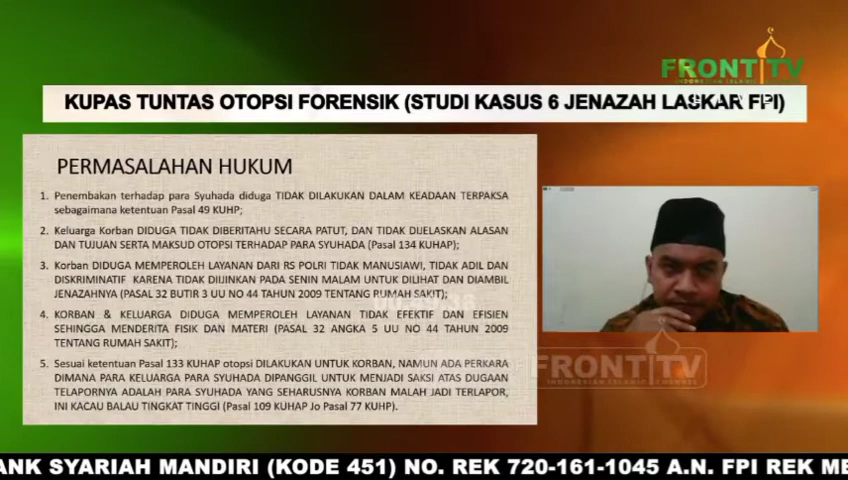 FRONT TV
INDONESIAN ISLAMIC
KUPAS TUNTAS OTOPSI FORENSIK (STUDI KASUS 6 JENAZAH LASKAR FPI)
PERMASALAHAN HUKUM
1. Penembakan terhadap para Syuhada diduga TIDAK DILAKUKAN DALAM KEADAAN TERPAKSA
sebagaimana ketentuan Pasal 49 KUHP;
2. Keluarga Korban DIDUGA TIDAK DIBERITAHU SECARA PATUT, DAN TIDAK DIJELASKAN ALASAN
DAN TUJUAN SERTA MAKSUD OTOPSI TERHADAP PARA SYUHADA (Pasal 134 KUHAP);
3. Korban DIDUGA MEMPEROLEH LAYANAN DARI RS POLRI TIDAK MANUSIAWI, TIDAK ADIL DAN
DISKRIMINATIF KARENA TIDAK DIIJINKAN PADA SENIN MALAM UNTUK DILIHAT DAN DIAMBIL
JENAZAHNYA (PASAL 32 BUTIR 3 UU NO 44 TAHUN 2009 TENTANG RUMAH SAKIT);
4. KORBAN & KELUARGA DIDUGA MEMPEROLEH LAYANAN TIDAK EFEKTIF DAN EFISIEN
SEHINGGA MENDERITA FISIK DAN MATERI (PASAL 32 ANGKA 5 UU NO 44 TAHUN 2009
TENTANG RUMAH SAKIT);
5. Sesuai ketentuan Pasal 133 KUHAP otopsi DILAKUKAN UNTUK KORBAN, NAMUN ADA PERKARA
DIMANA PARA KELUARGA PARA SYUHADA DIPANGGIL UNTUK MENJADI SAKSI ATAS DUGAAN
TELAPORNYA ADALAH PARA SYUHADA YANG SEHARUSNYA KORBAN MALAH JADI TERLAPOR,
INI KACAU BALAU TINGKAT TINGGI (Pasal 109 KUHAP Jo Pasal 77 KUHP).
FRONT TV
INDONESIAN ISLAMIC CHANNEL
ANK SYARIAH MANDIRI (KODE 451) NO. REK 720-161-1045 A.N. FPI REK ME